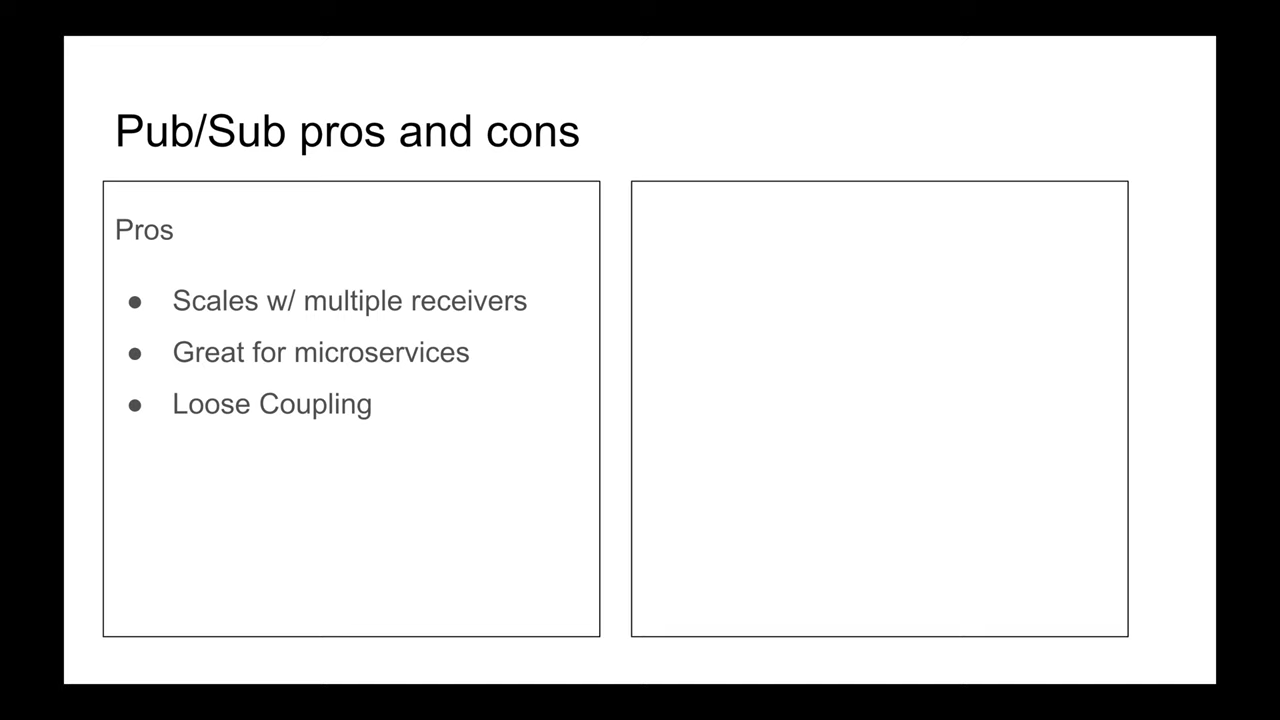 Pub/Sub pros and cons
Pros
● Scales w/ multiple receivers
● Great for microservices
● Loose Coupling